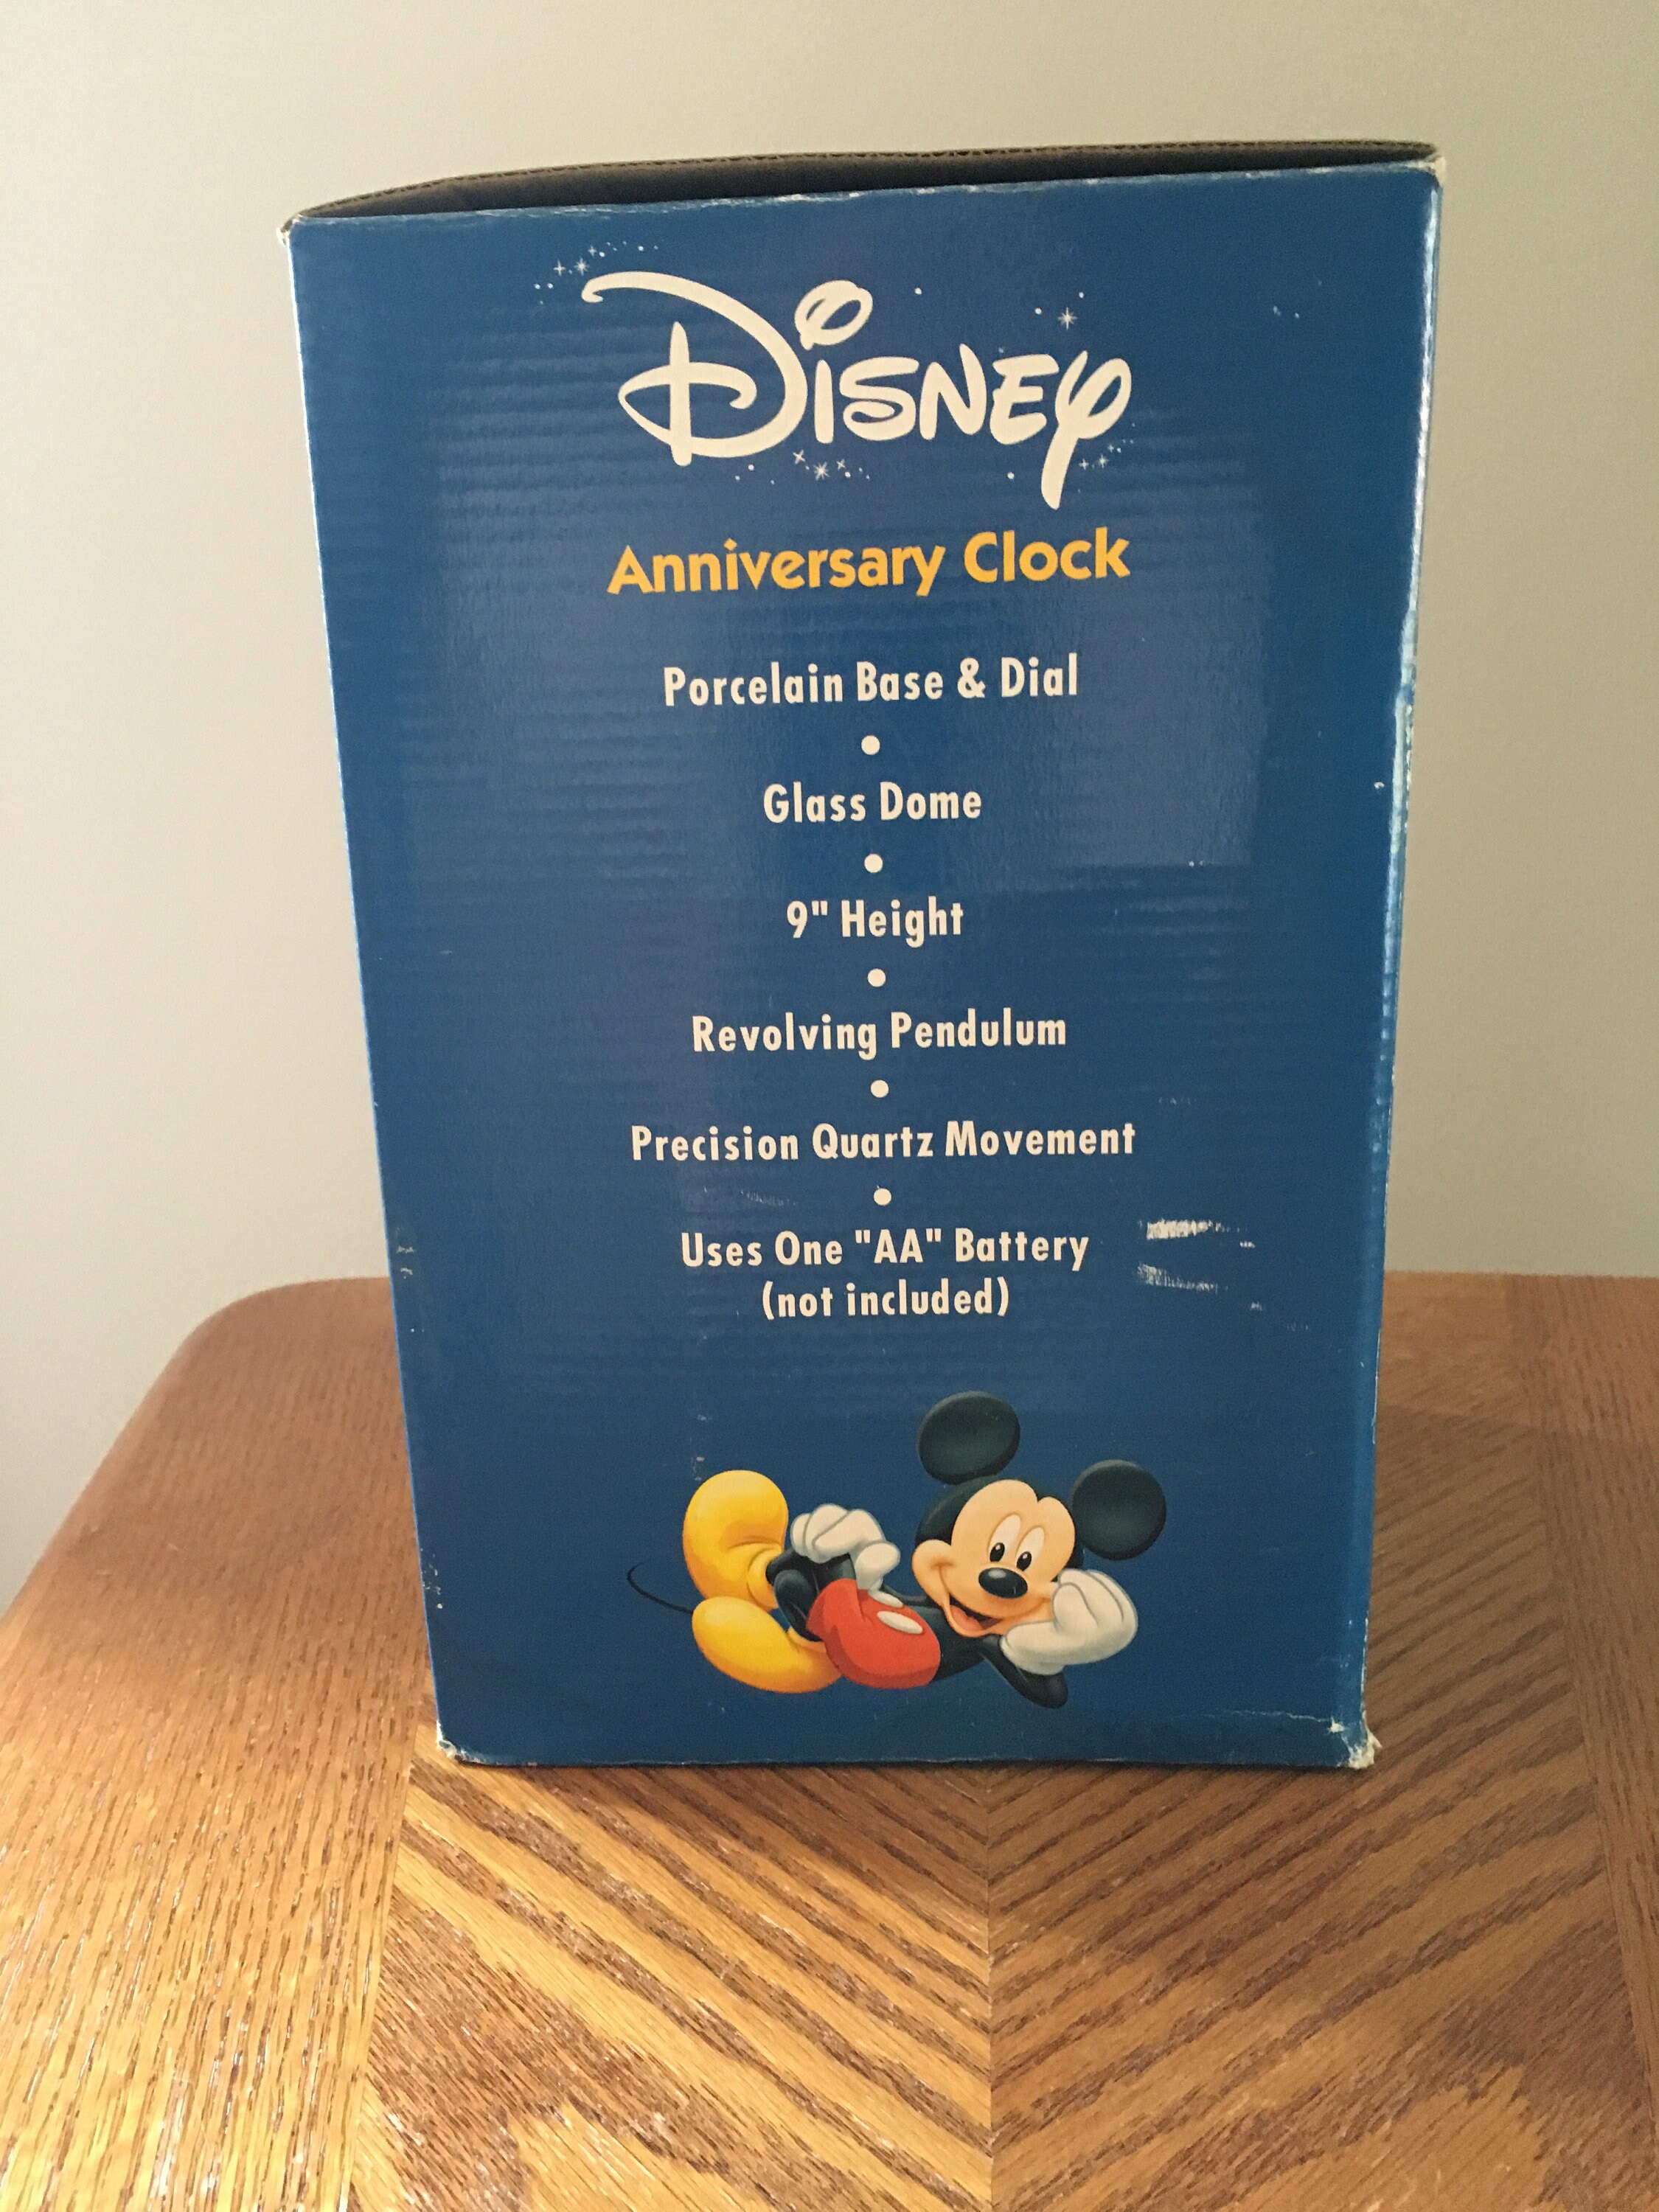 Disney
Anniversary Clock
Porcelain Base & Dial
•
Glass Dome
•
9" Height
•
Revolving Pendulum
•
Precision Quartz Movement
•
Uses One "AA" Battery
(not included)